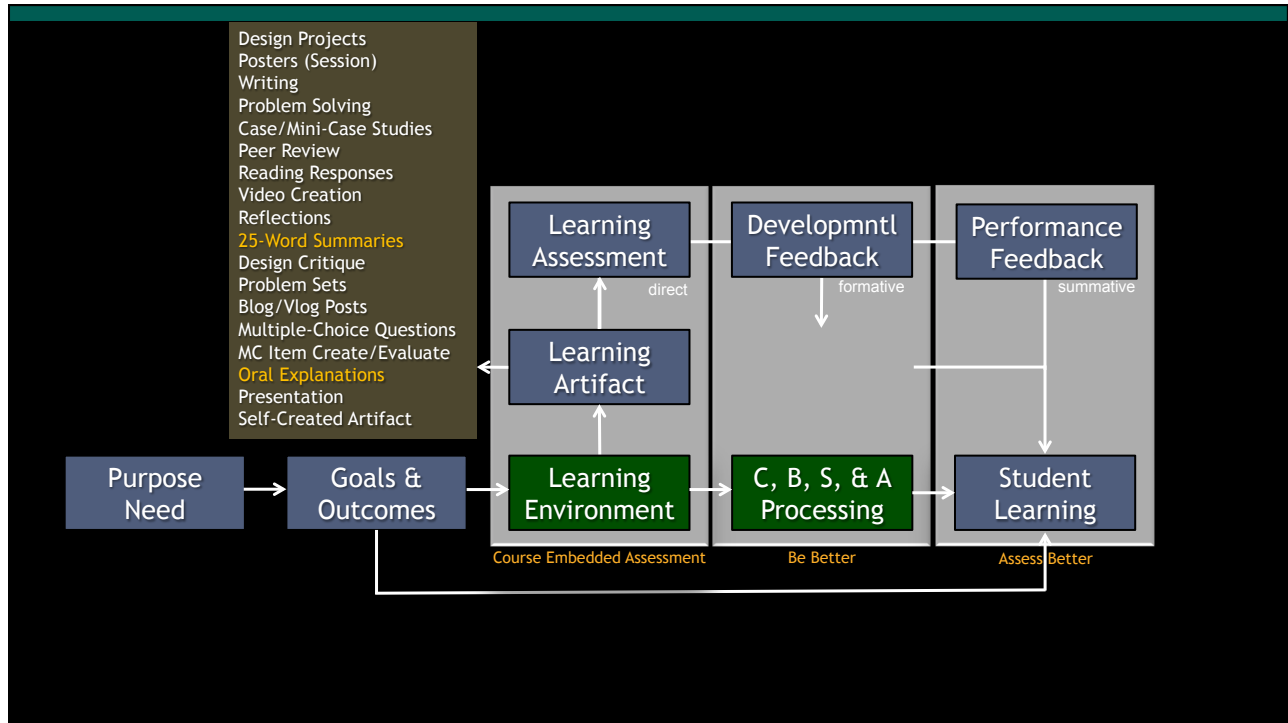 Design Projects
Posters (Session)
Writing
Problem Solving
Case/Mini-Case Studies
Peer Review
Reading Responses
Video Creation
Reflections
25-Word Summaries
Design Critique
Problem Sets
Blog/Vlog Posts
Multiple-Choice Questions
MC Item Create/Evaluate
Oral Explanations
Presentation
Self-Created Artifact
Learning
Assessment
direct
Developmntl
Feedback
formative
Performance
Feedback
summative
Learning
Artifact
Purpose
Need
Goals &
Outcomes
Learning
Environment
C, B, S, & A
Processing
Student
Learning
Course Embedded Assessment
Be Better
Assess Better